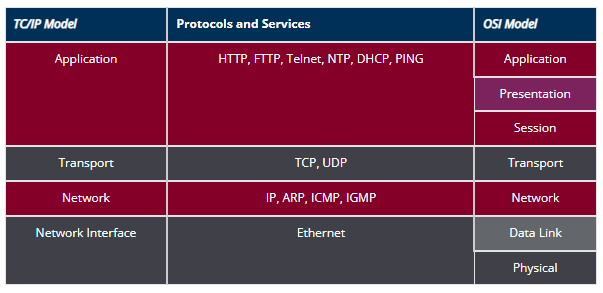 TCP/IP Model Protocols and Services OSI Model
Application HTTP, FTTP, Telnet, NTP, DHCP, PING Application
Presentation
Session
Transport TCP, UDP Transport
Network IP, ARP, ICMP, IGMP Network
Network Interface Ethernet Data Link
Physical